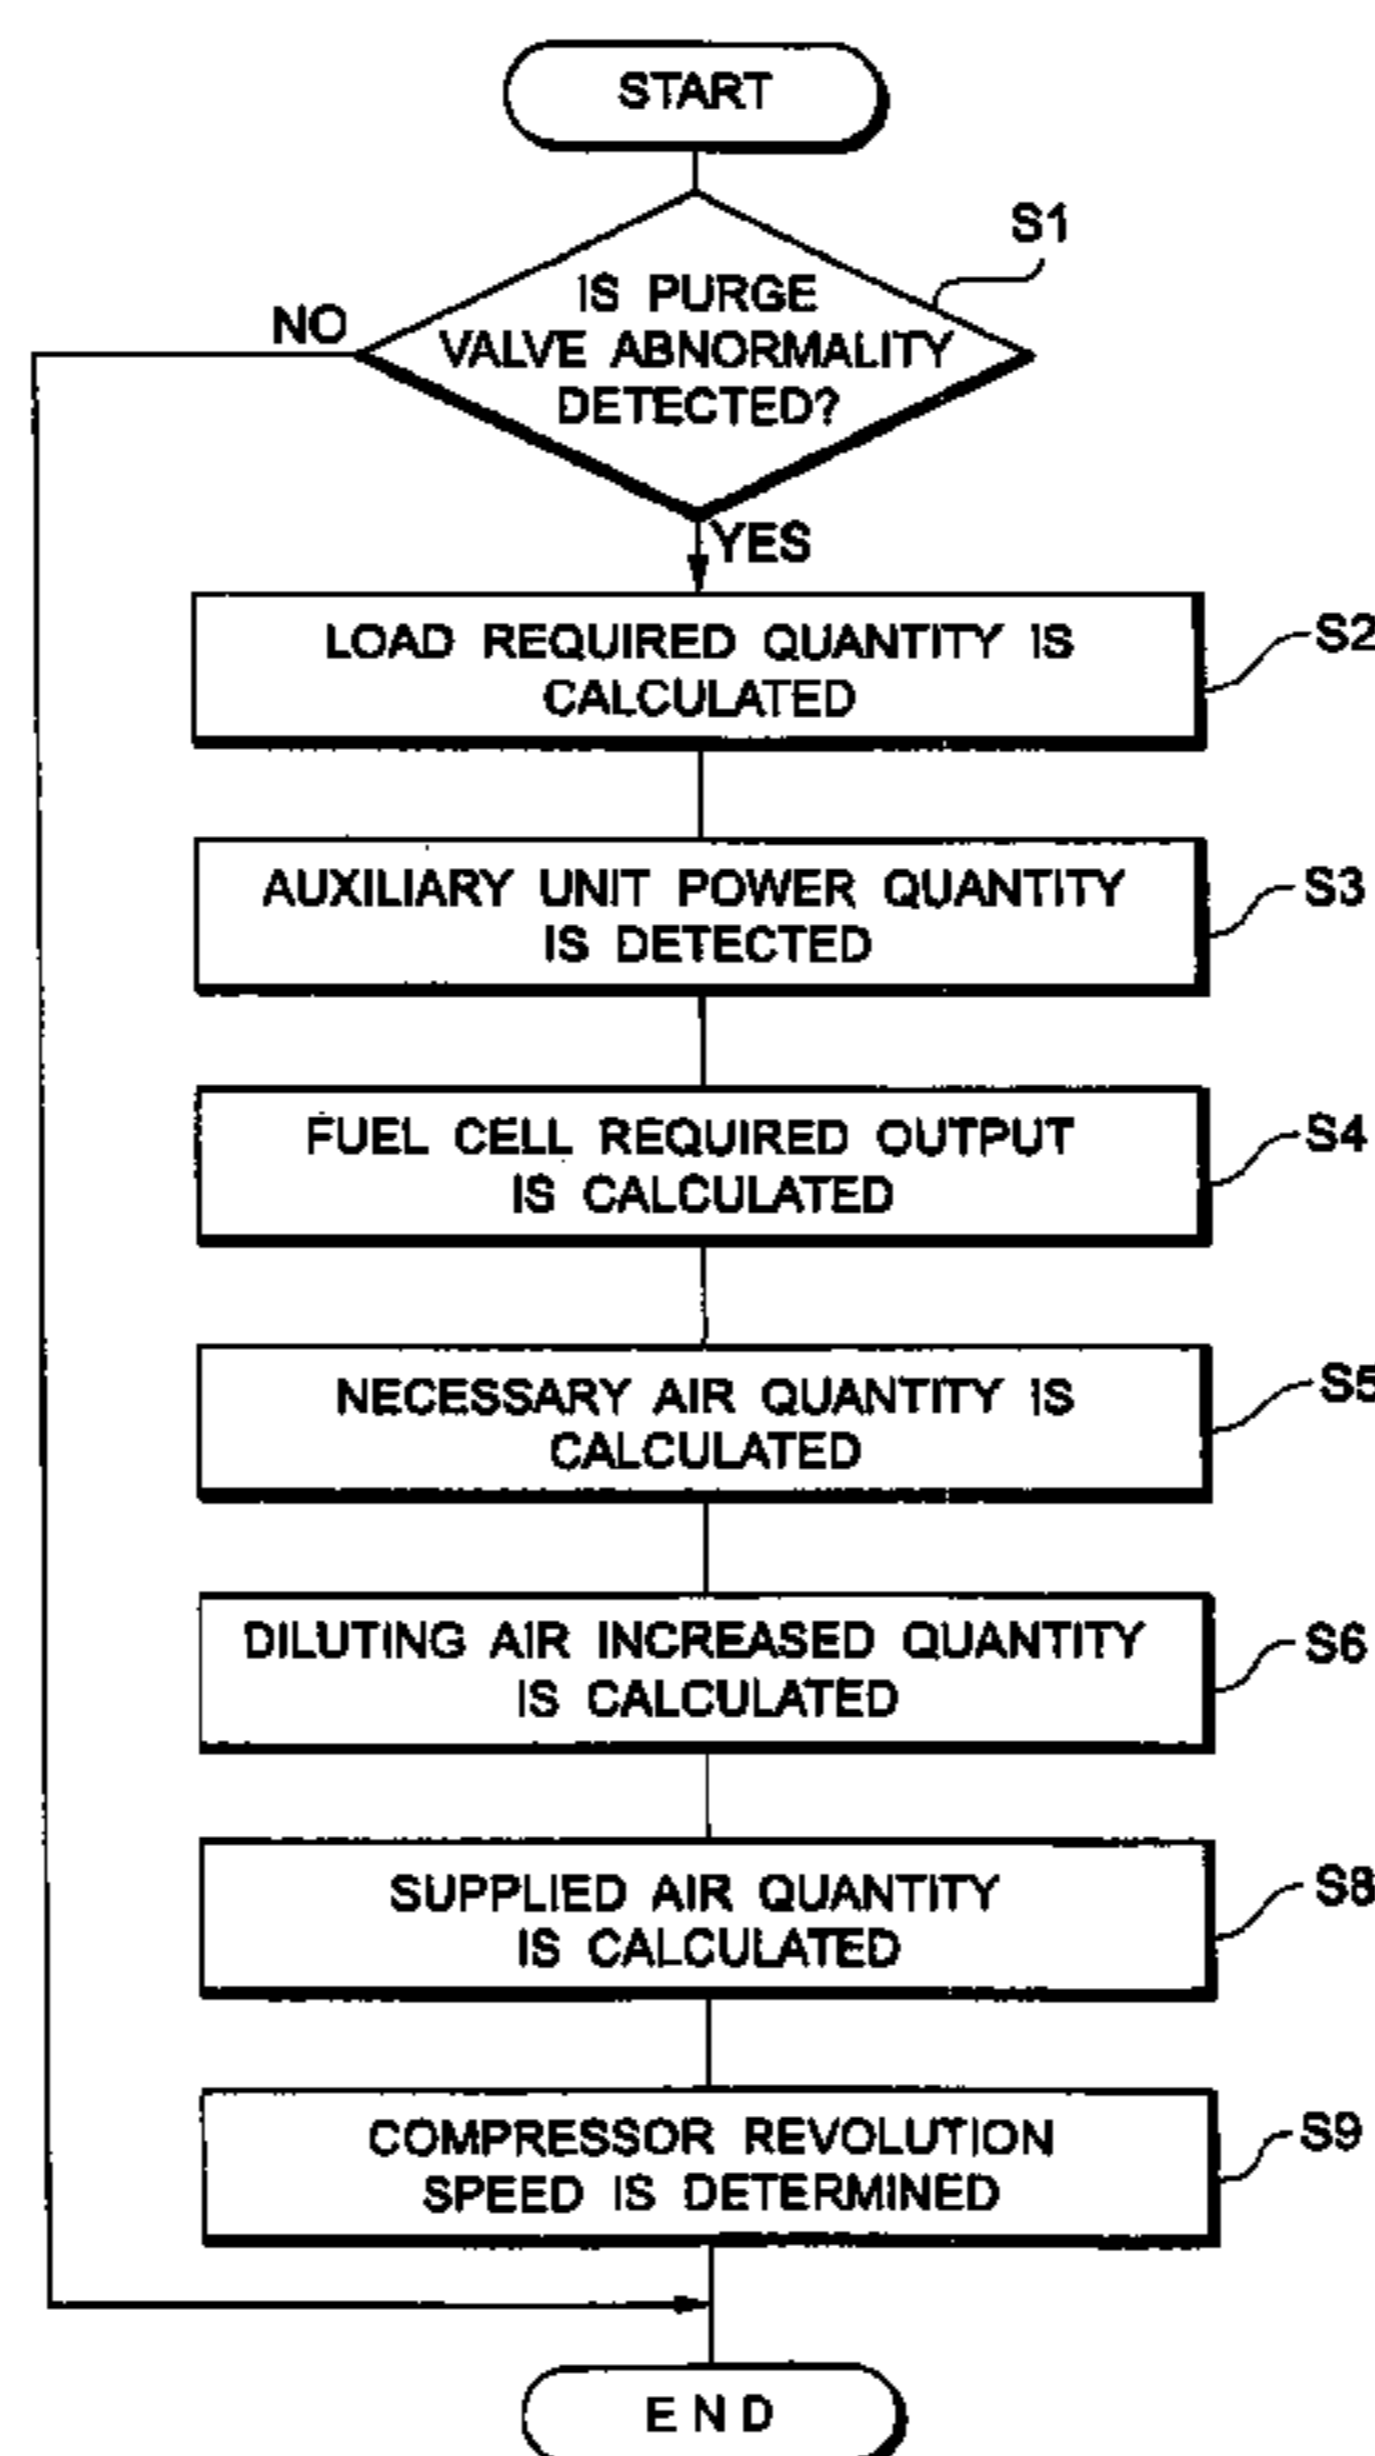 START
S1
IS PURGE
VALVE ABNORMALITY
DETECTED?
NO
YES
LOAD REQUIRED QUANTITY IS
CALCULATED
S2
AUXILIARY UNIT POWER QUANTITY
IS DETECTED
S3
FUEL CELL REQUIRED OUTPUT
IS CALCULATED
S4
NECESSARY AIR QUANTITY IS
CALCULATED
S5
DILUTING AIR INCREASED QUANTITY
IS CALCULATED
S6
SUPPLIED AIR QUANTITY
IS CALCULATED
S8
COMPRESSOR REVOLUTION
SPEED IS DETERMINED
S9
END